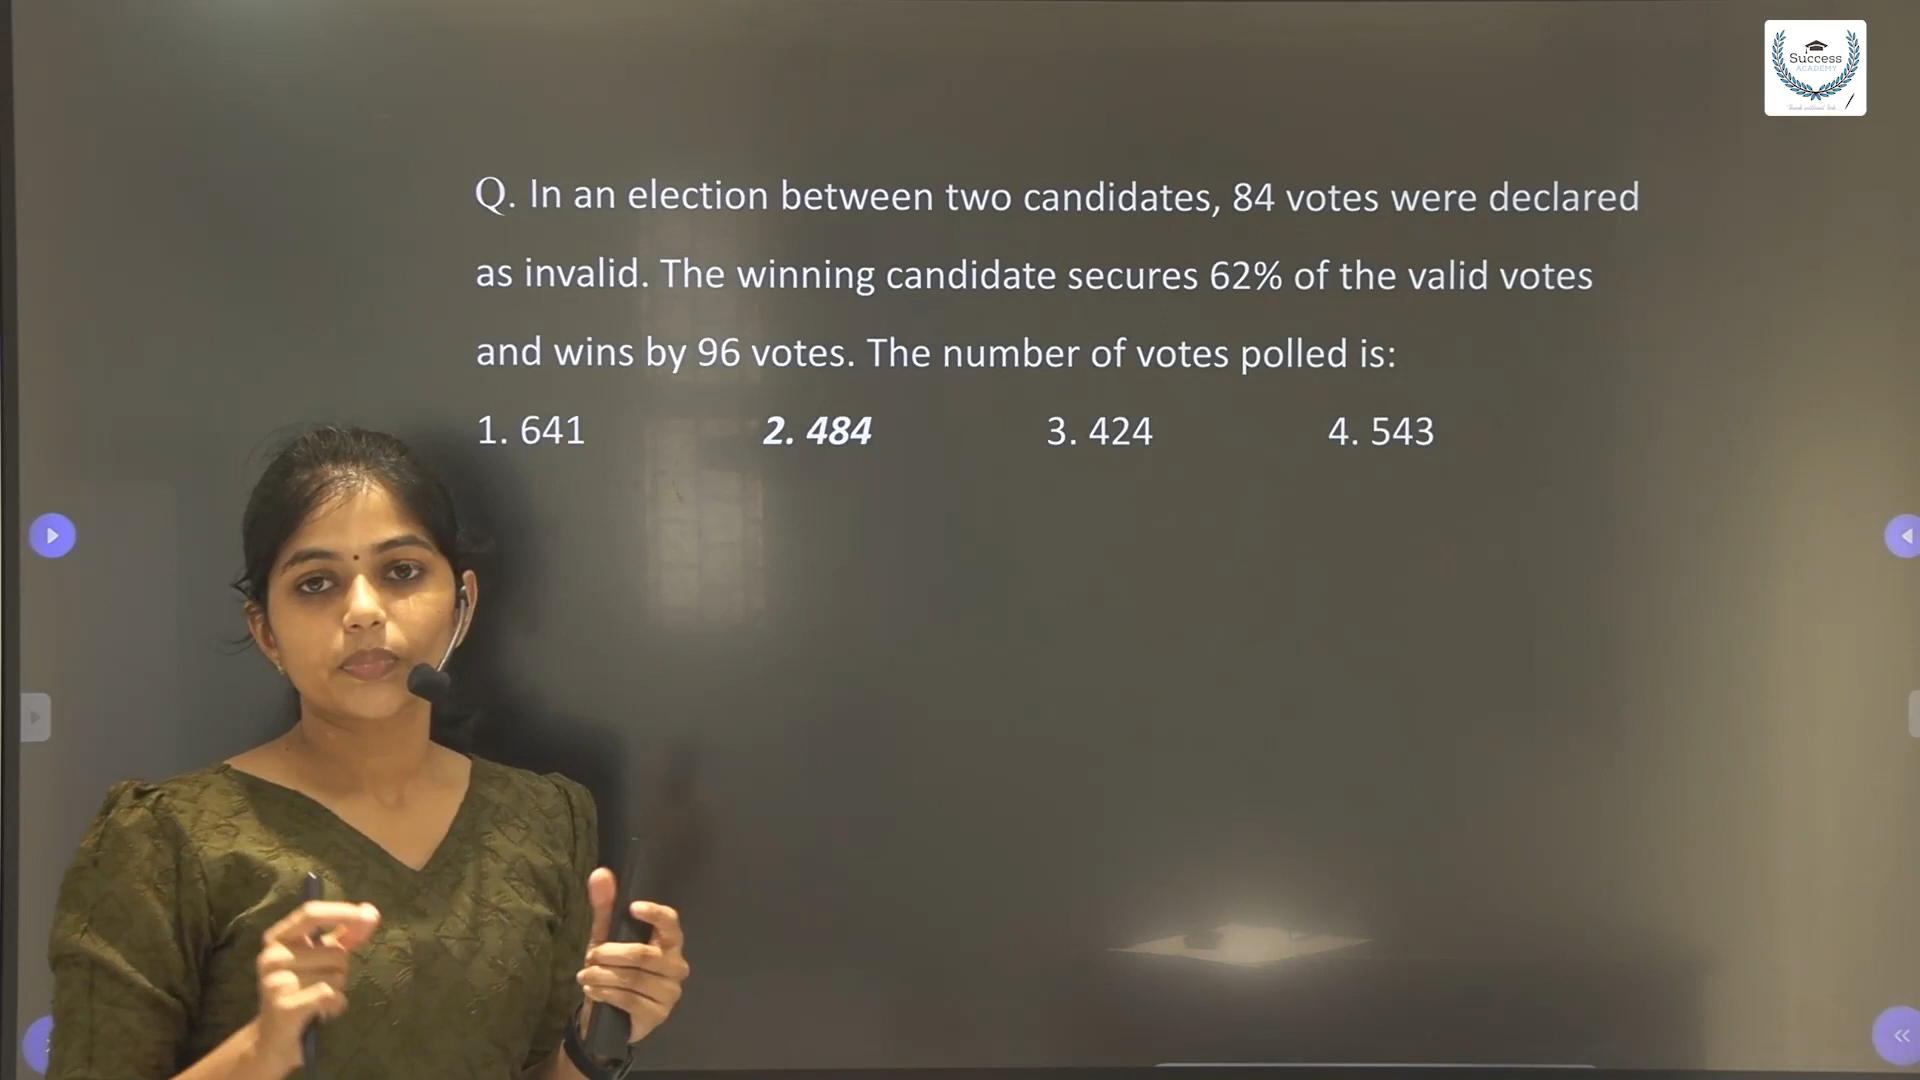 Success
ACADEMY
Q. In an election between two candidates, 84 votes were declared
as invalid. The winning candidate secures 62% of the valid votes
and wins by 96 votes. The number of votes polled is:
1. 641 2. 484 3. 424 4. 543